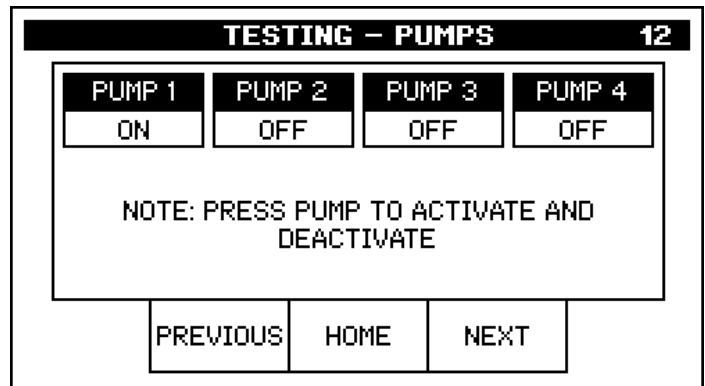 TESTING – PUMPS 12
PUMP 1 PUMP 2 PUMP 3 PUMP 4
ON OFF OFF OFF
NOTE: PRESS PUMP TO ACTIVATE AND
DEACTIVATE
PREVIOUS HOME NEXT